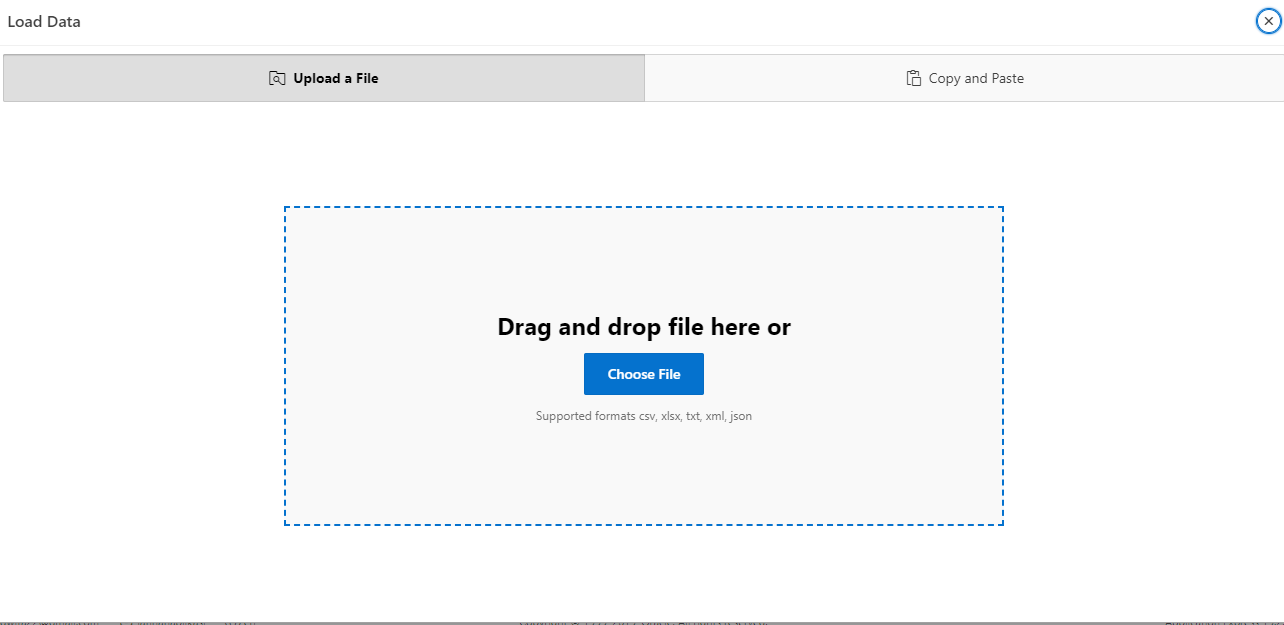 Load Data
Upload a File
Copy and Paste
Drag and drop file here or
Choose File
Supported formats csv, xlsx, txt, xml, json